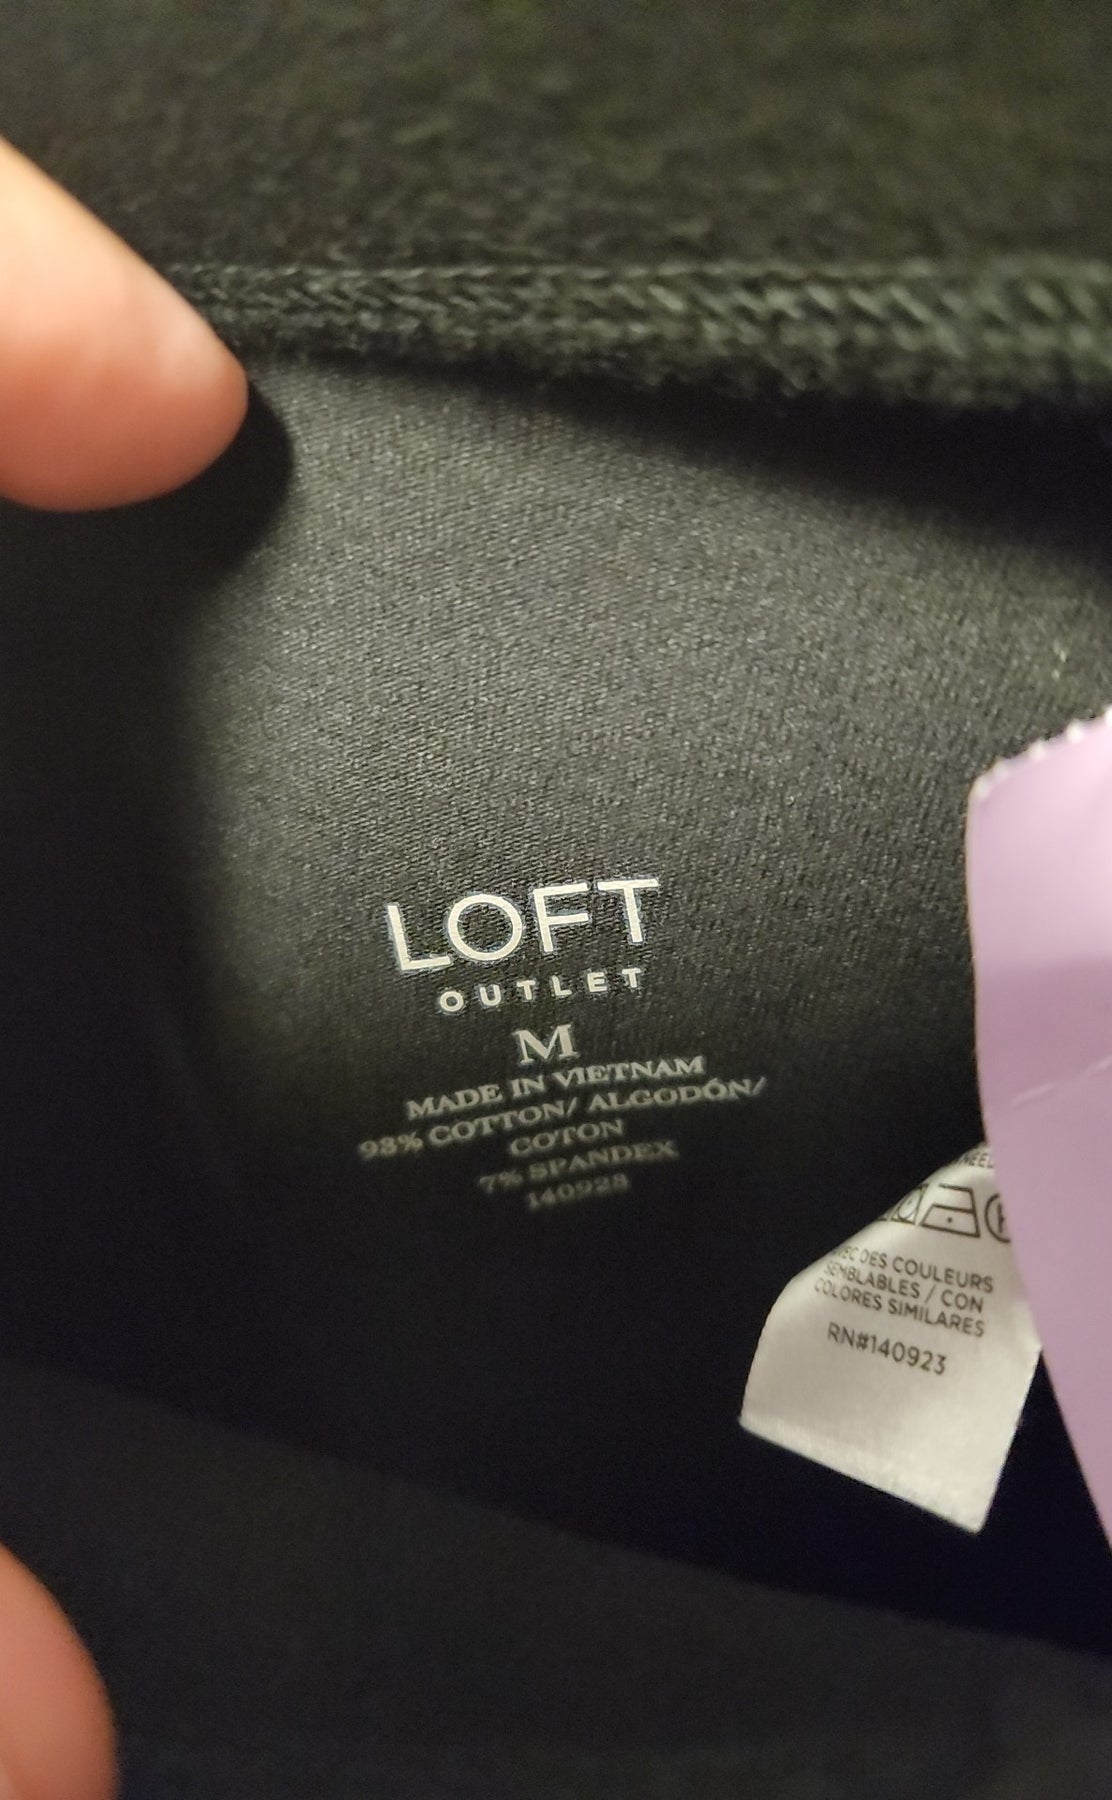 LOFT
OUTLET
M
MADE IN VIETNAM
93% COTTON/ ALGODÓN/
COTON
7% SPANDEX
140923
DES COULEURS
SEMBLABLES / CON
COLORES SIMILARES
RN#140923